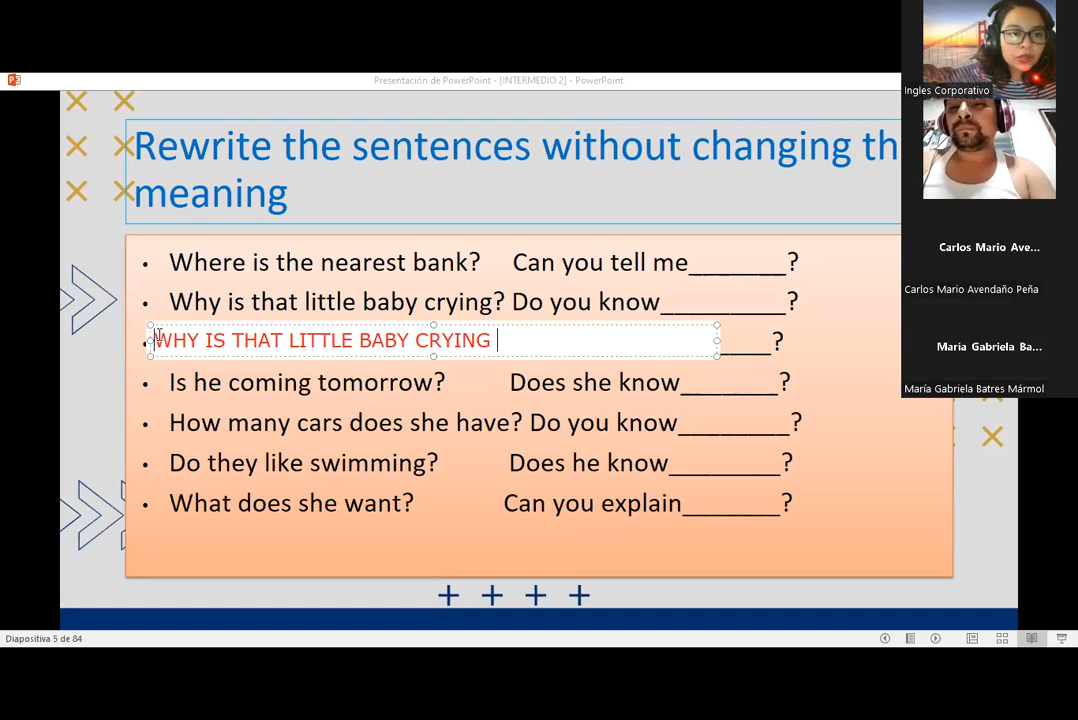 Presentación de PowerPoint - [INTERMEDIO 2] - PowerPoint
Ingles Corporativo
Rewrite the sentences without changing th
meaning
Carlos Mario Ave...
Carlos Mario Avendaño Peña
Maria Gabriela Ba...
María Gabriela Batres Mármol
• Where is the nearest bank? Can you tell me_______?
• Why is that little baby crying? Do you know_________?
• WHY IS THAT LITTLE BABY CRYING ____?
• Is he coming tomorrow? Does she know________?
• How many cars does she have? Do you know________?
• Do they like swimming? Does he know________?
• What does she want? Can you explain_______?
Diapositiva 5 de 84